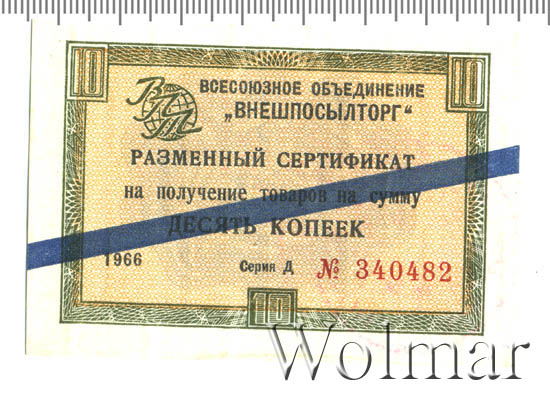 10 10
ВПТ
ВСЕСОЮЗНОЕ ОБЪЕДИНЕНИЕ
„ВНЕШПОСЫЛТОРГ“
РАЗМЕННЫЙ СЕРТИФИКАТ
на получение товаров на сумму
ДЕСЯТЬ КОПЕЕК
1966 Серия Д № 340482
10
Wolmar